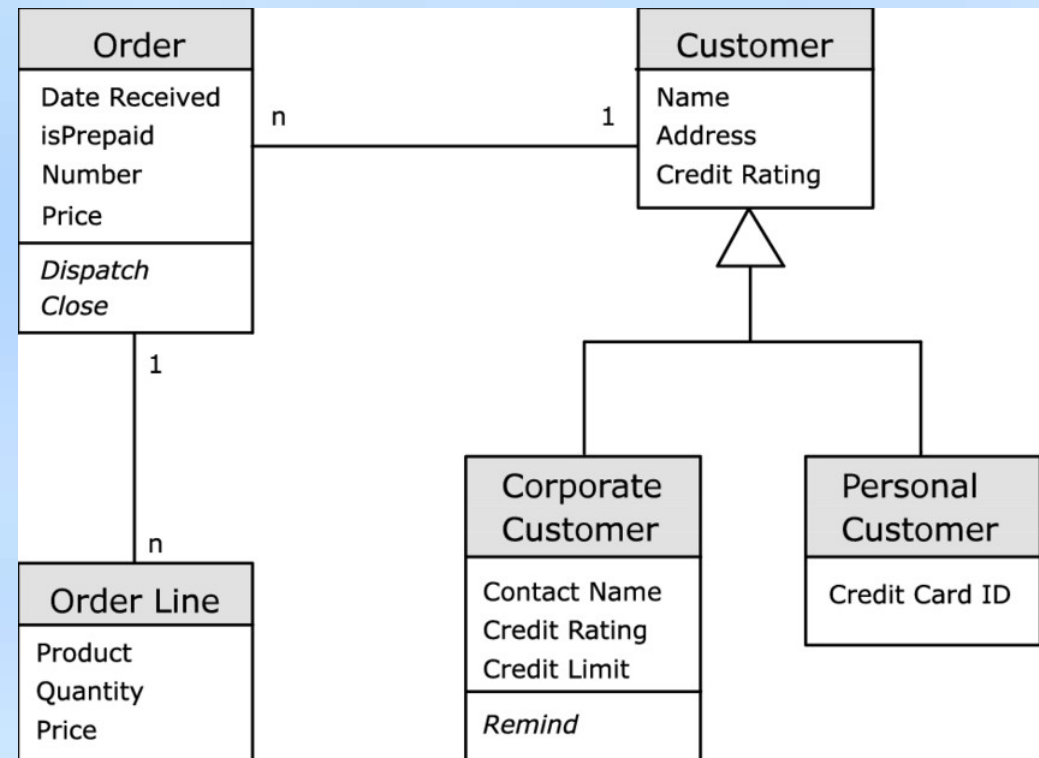 Order
Date Received
isPrepaid
Number
Price
Dispatch
Close
n
1
Customer
Name
Address
Credit Rating
1
n
Order Line
Product
Quantity
Price
Corporate
Customer
Contact Name
Credit Rating
Credit Limit
Remind
Personal
Customer
Credit Card ID